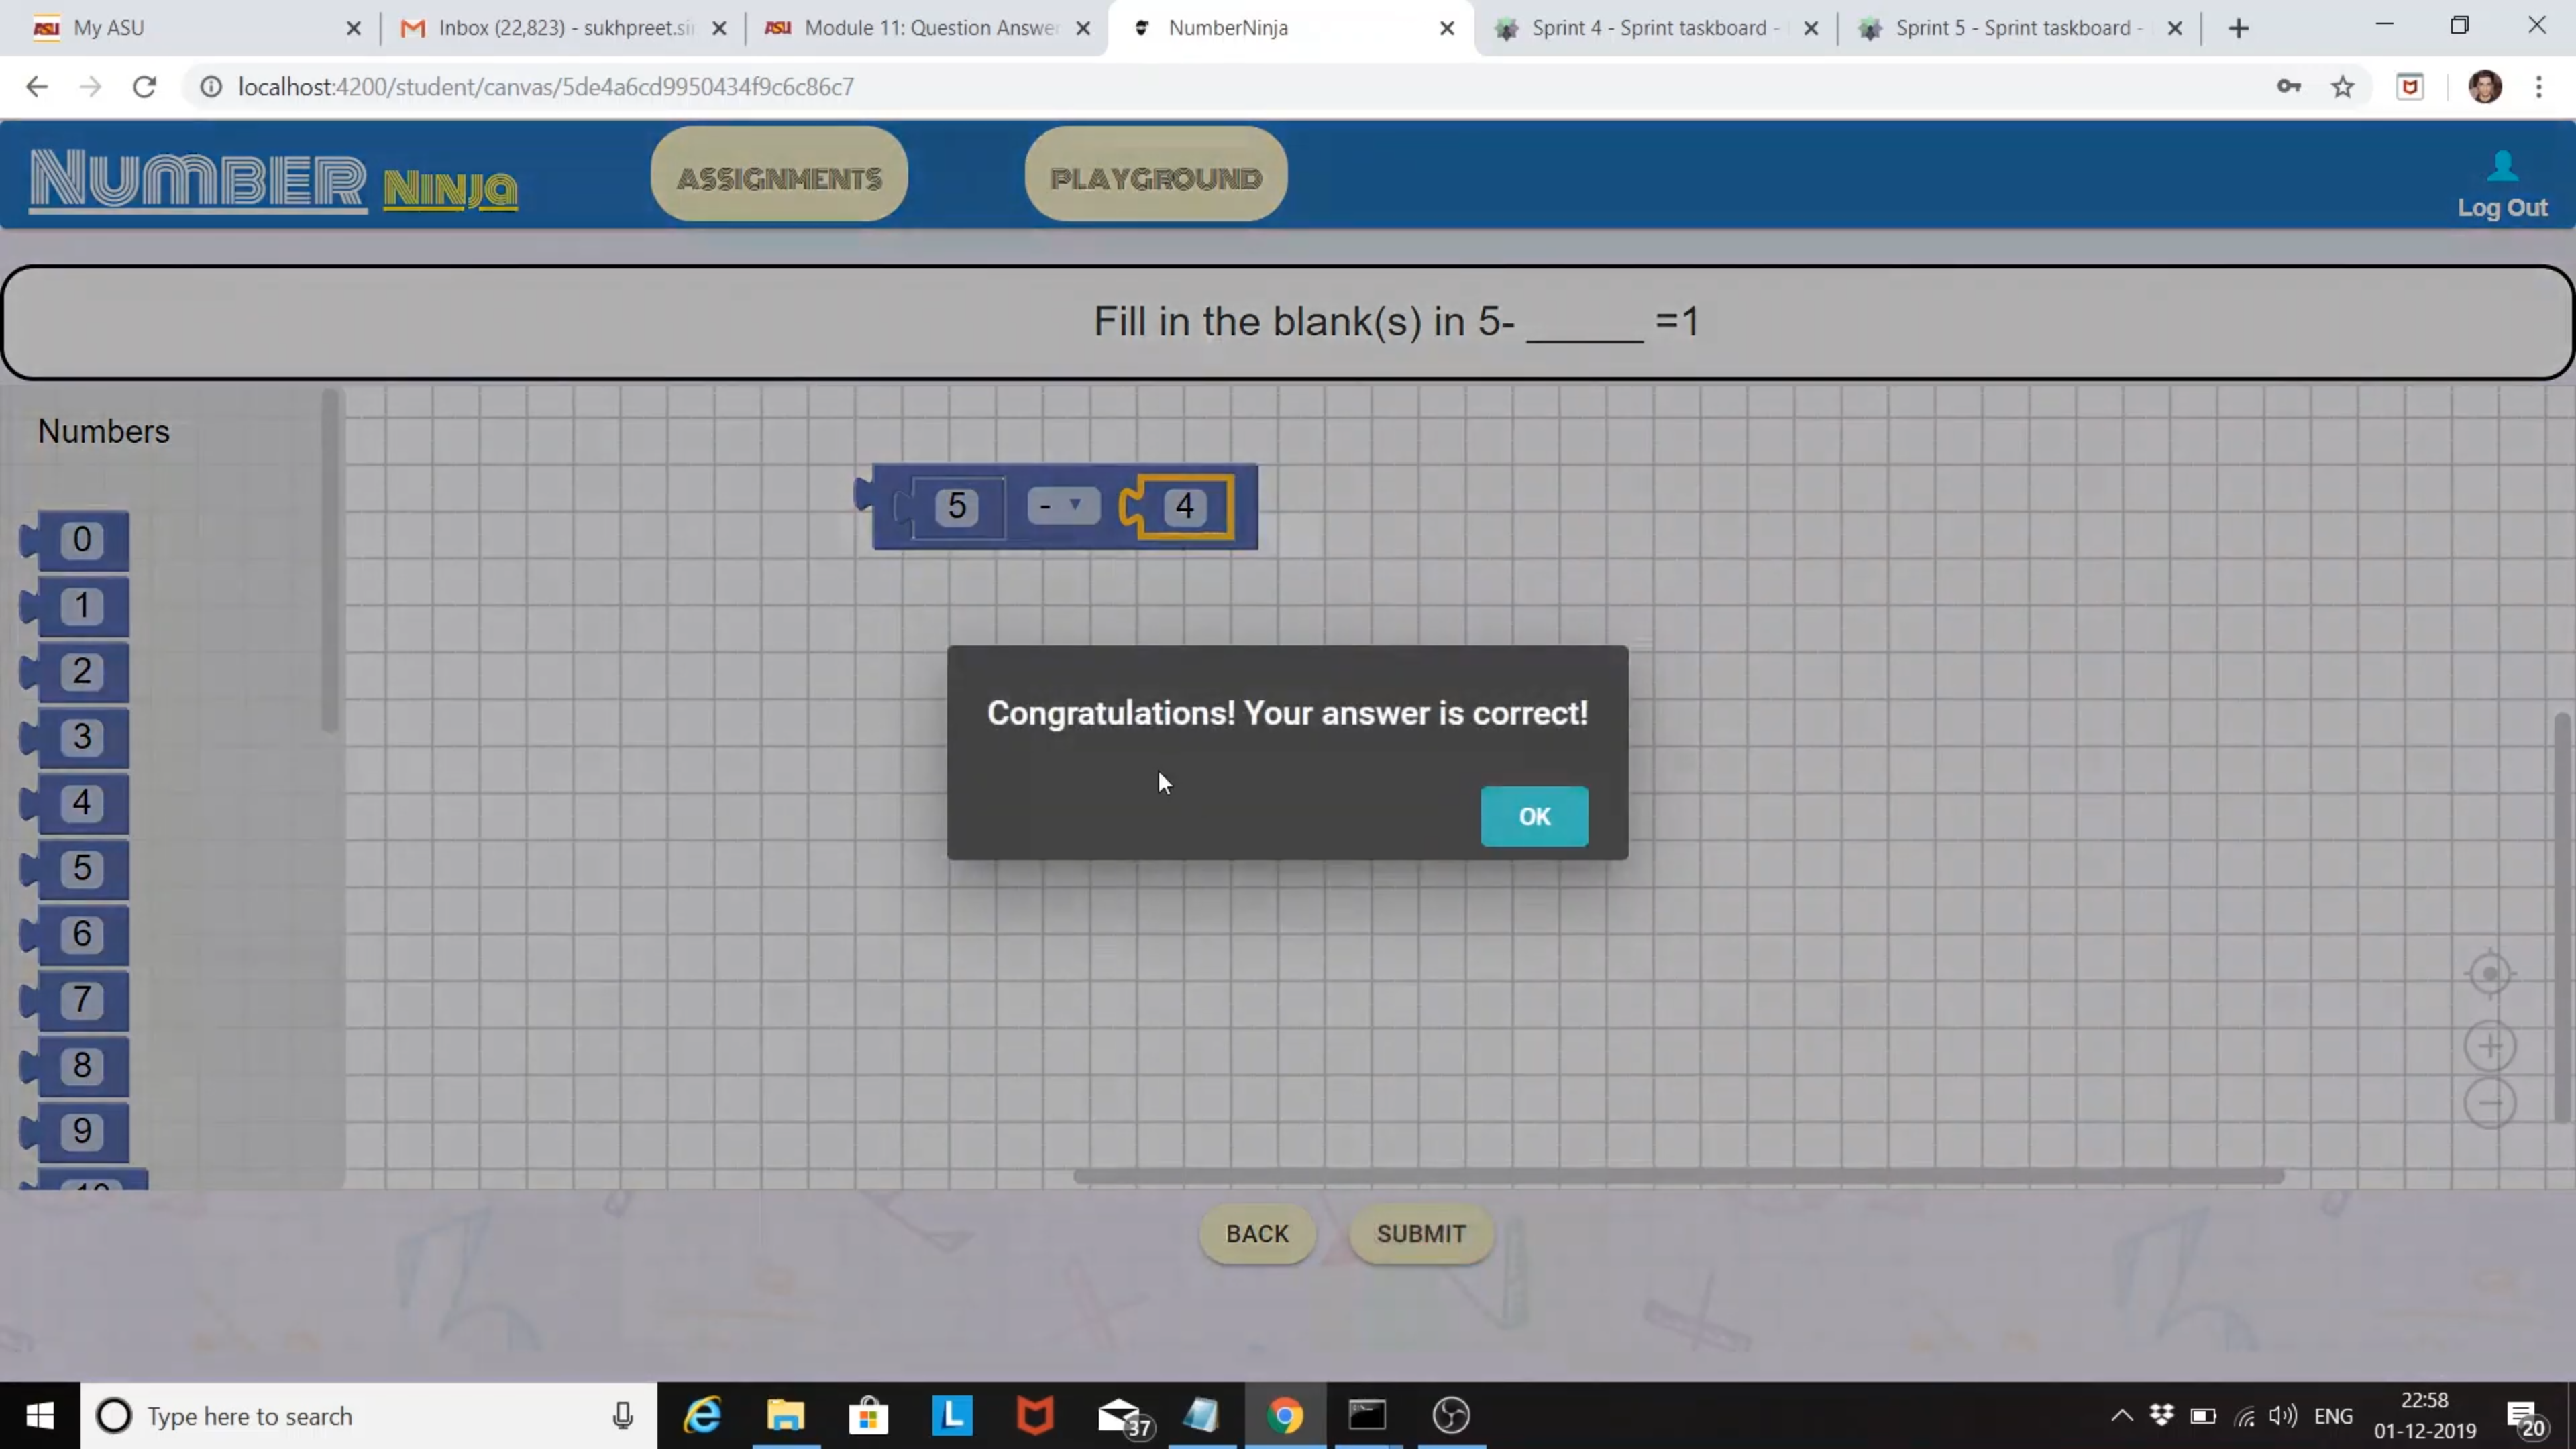 My ASU
Inbox (22,823) - sukhpreet.si
Module 11: Question Answer
NumberNinja
Sprint 4 - Sprint taskboard -
Sprint 5 - Sprint taskboard -
localhost:4200/student/canvas/5de4a6cd9950434f9c6c86c7
NUMBER NINJA
ASSIGNMENTS
PLAYGROUND
Log Out
Fill in the blank(s) in 5- _____ =1
Numbers
5 - 4
0
1
2
3
4
5
6
7
8
9
10
Congratulations! Your answer is correct!
OK
BACK
SUBMIT
Type here to search
37
ENG
22:58
01-12-2019
20